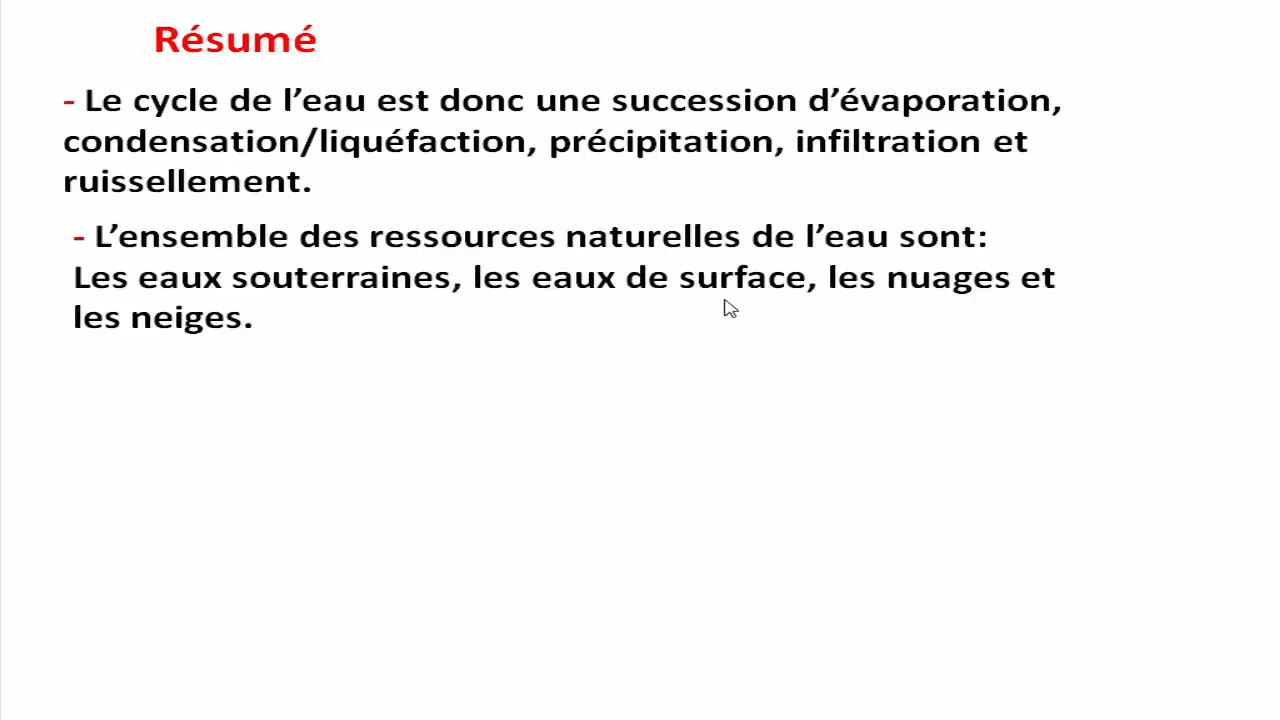 Résumé
- Le cycle de l’eau est donc une succession d’évaporation,
condensation/liquéfaction, précipitation, infiltration et
ruissellement.
- L’ensemble des ressources naturelles de l’eau sont:
Les eaux souterraines, les eaux de surface, les nuages et
les neiges.